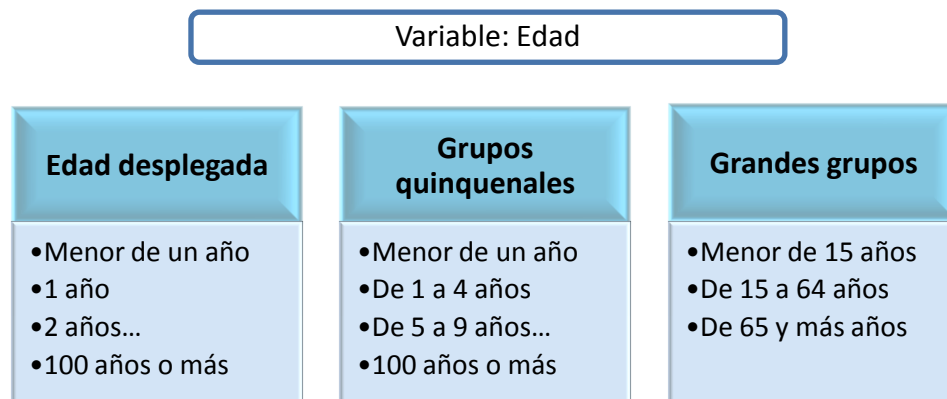 Variable: Edad
Edad desplegada
•Menor de un año
•1 año
•2 años...
•100 años o más
Grupos
quinquenales
•Menor de un año
•De 1 a 4 años
•De 5 a 9 años...
•100 años o más
Grandes grupos
•Menor de 15 años
•De 15 a 64 años
•De 65 y más años